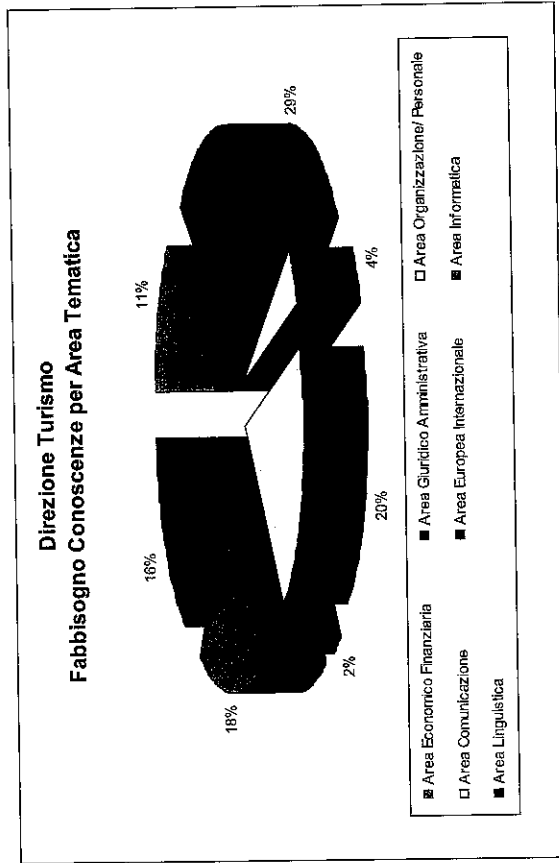 Direzione Turismo
Fabbisogno Conoscenze per Area Tematica
16%
11%
18%
29%
2%
20%
4%
Area Economico Finanziaria
Area Giuridico Amministrativa
Area Organizzazione/ Personale
Area Comunicazione
Area Europea Internazionale
Area Informatica
Area Linguistica